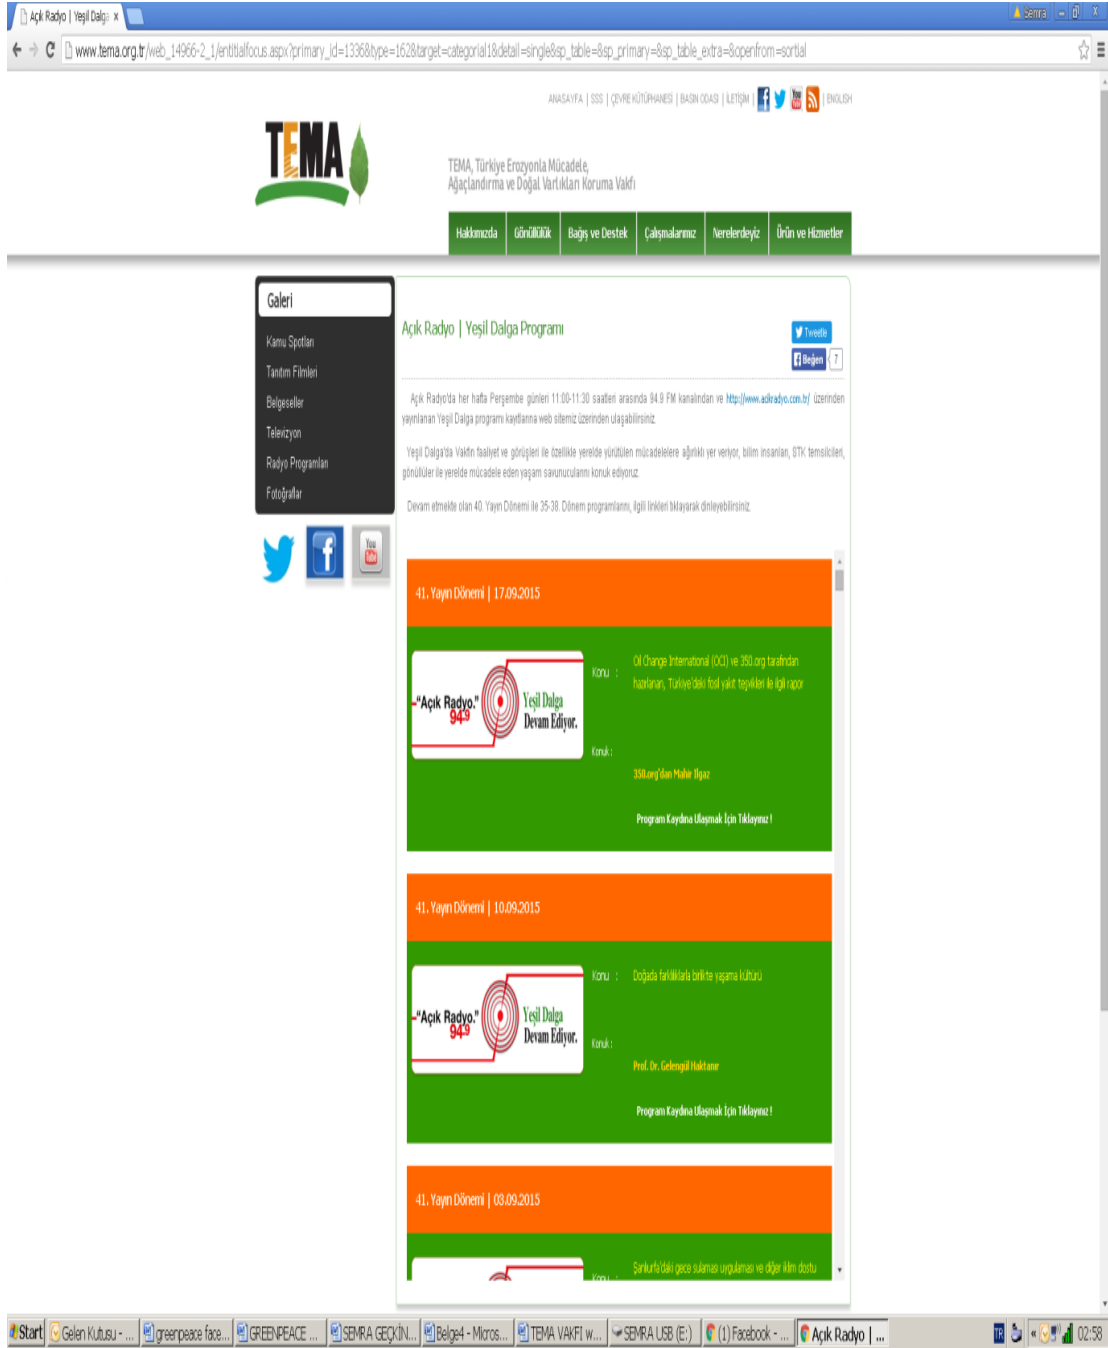 Açık Radyo | Yeşil Dalga
Semra
www.tema.org.tr/web_14966-2_1/entitialfocus.aspx?primary_id=1336&type=162&target=categorial1&detail=single&sp_table=&sp_primary=&sp_table_extra=&openfrom=sortial
ANASAYFA | SSS | ÇEVRE KÜTÜPHANESİ | BASIN ODASI | İLETİŞİM | ENGLISH
TEMA
TEMA, Türkiye Erozyonla Mücadele,
Ağaçlandırma ve Doğal Varlıkları Koruma Vakfı
Hakkımızda Gönüllülük Bağış ve Destek Çalışmalarımız Nerelerdeyiz Ürün ve Hizmetler
Galeri
Kamu Spotları
Tanıtım Filmleri
Belgeseller
Televizyon
Radyo Programları
Fotoğraflar
You Tube
Açık Radyo | Yeşil Dalga Programı
Tweetle
Beğen 7
Açık Radyo'da her hafta Perşembe günleri 11:00-11:30 saatleri arasında 94.9 FM kanalından ve http://www.acikradyo.com.tr/ üzerinden
yayınlanan Yeşil Dalga programı kayıtlarına web sitemiz üzerinden ulaşabilirsiniz.
Yeşil Dalga'da Vakfın faaliyet ve görüşleri ile özellikle yerelde yürütülen mücadelelere ağırlıklı yer veriyor, bilim insanları, STK temsilcileri,
gönüllüler ile yerelde mücadele eden yaşam savunucularını konuk ediyoruz.
Devam etmekte olan 40. Yayın Dönemi ile 35-38. Dönem programlarını, ilgili linkleri tıklayarak dinleyebilirsiniz.
41. Yayın Dönemi | 17.09.2015
"Açık Radyo." 94.9
Yeşil Dalga
Devam Ediyor.
Konu : Oil Change International (OCI) ve 350.org tarafından
hazırlanan, Türkiye'deki fosil yakıt teşvikleri ile ilgili rapor
Konuk :
350.org'dan Mahir Ilgaz
Program Kaydına Ulaşmak İçin Tıklayınız !
41. Yayın Dönemi | 10.09.2015
"Açık Radyo." 94.9
Yeşil Dalga
Devam Ediyor.
Konu : Doğada farklılıklarla birlikte yaşama kültürü
Konuk :
Prof. Dr. Gelengül Haktanır
Program Kaydına Ulaşmak İçin Tıklayınız !
41. Yayın Dönemi | 03.09.2015
Konu : Şanlıurfa'daki gece sulaması uygulaması ve diğer iklim dostu
Start Gelen Kutusu - ... greenpeace face... GREENPEACE ... SEMRA GEÇKİN... Belge4 - Micros... TEMA VAKFI w... SEMRA USB (E:) (1) Facebook - ... Açık Radyo | ... TR 02:58